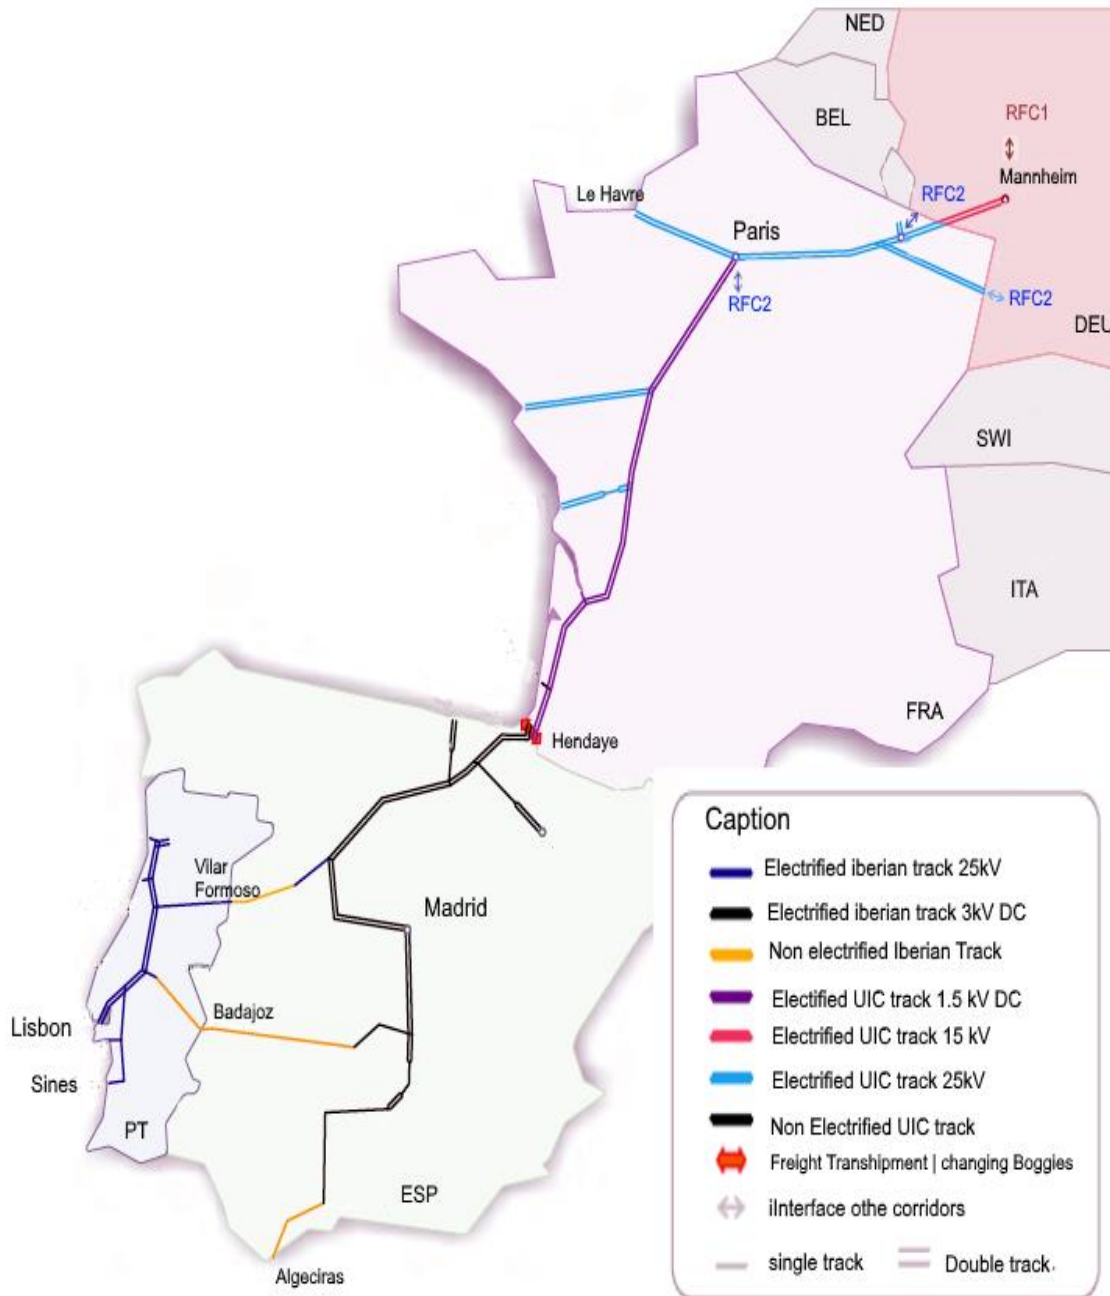 NED
BEL
RFC1
Mannheim
RFC2
Le Havre
Paris
RFC2
RFC2
DEU
SWI
ITA
FRA
Hendaye
Vilar
Formoso
Madrid
Badajoz
Lisbon
Sines
PT
ESP
Algeciras
Caption
Electrified iberian track 25kV
Electrified iberian track 3kV DC
Non electrified Iberian Track
Electified UIC track 1.5 kV DC
Electrified UIC track 15 kV
Electrified UIC track 25kV
Non Electrified UIC track
Freight Transhipment | changing Boggles
iInterface othe corridors
single track
Double track.